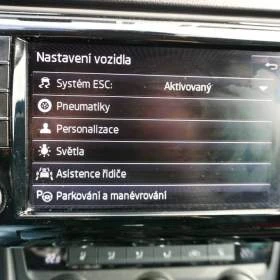 Nastavení vozidla
Systém ESC: Aktivovaný
Pneumatiky
Personalizace
Světla
Asistence řidiče
Parkování a manévrování